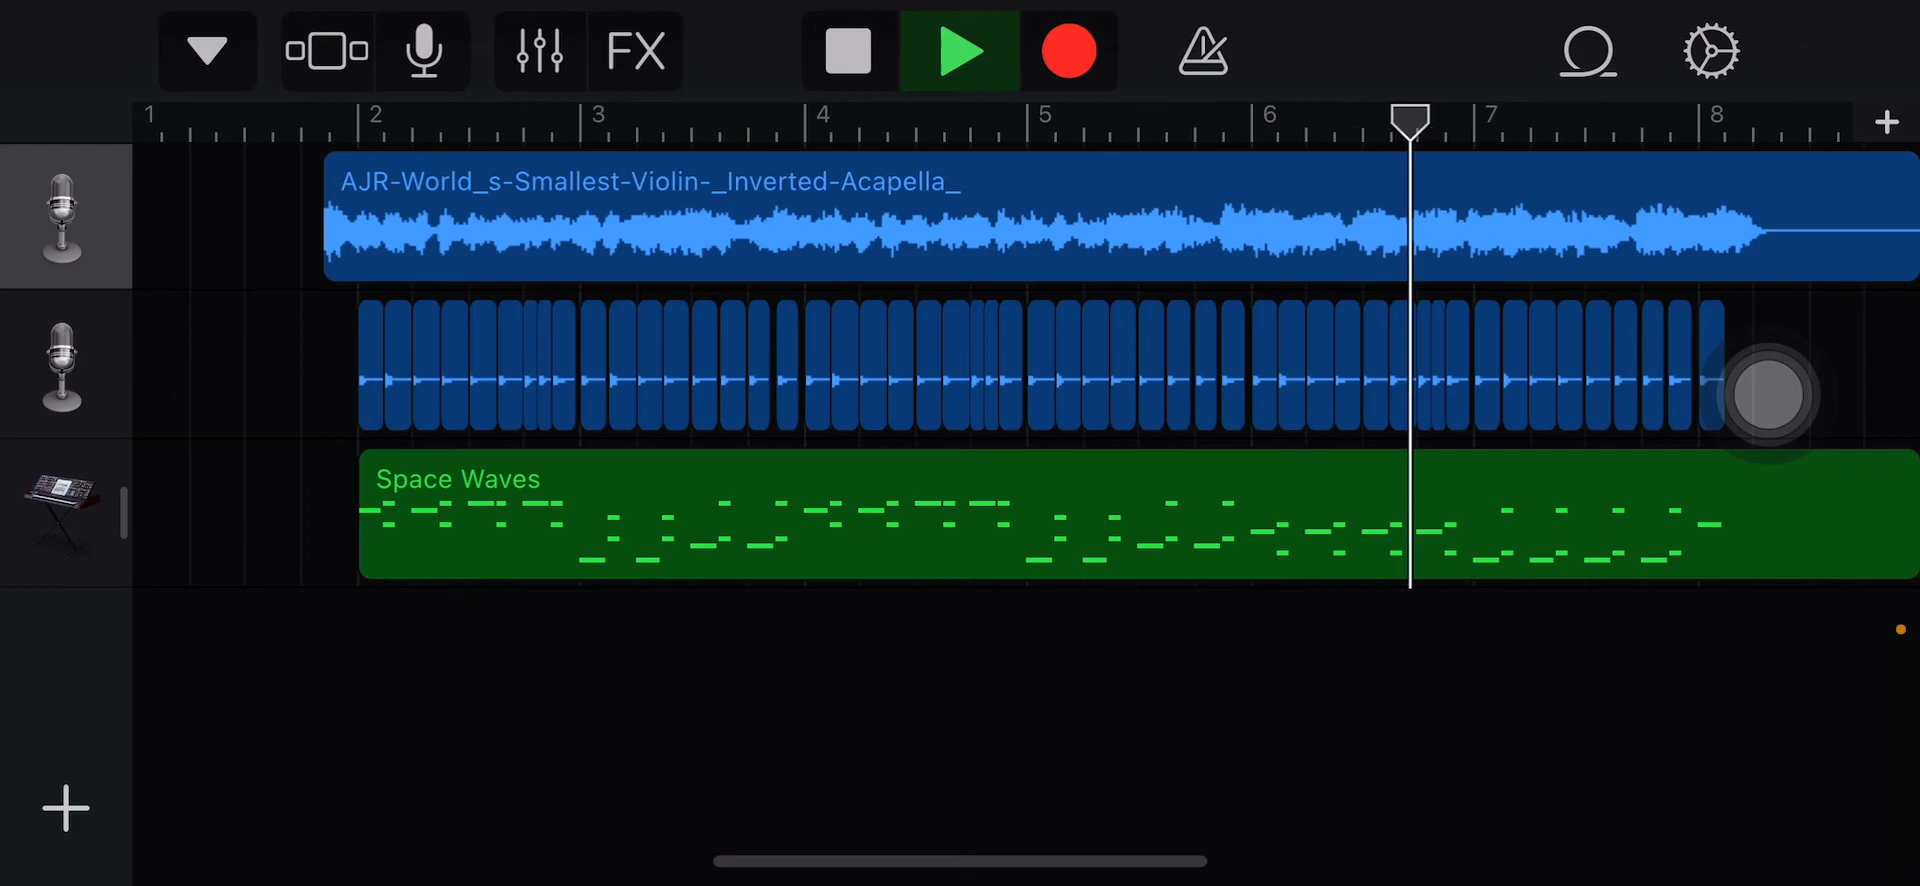 FX
1 2 3 4 5 6 7 8
AJR-World_s-Smallest-Violin-_Inverted-Acapella_
Space Waves